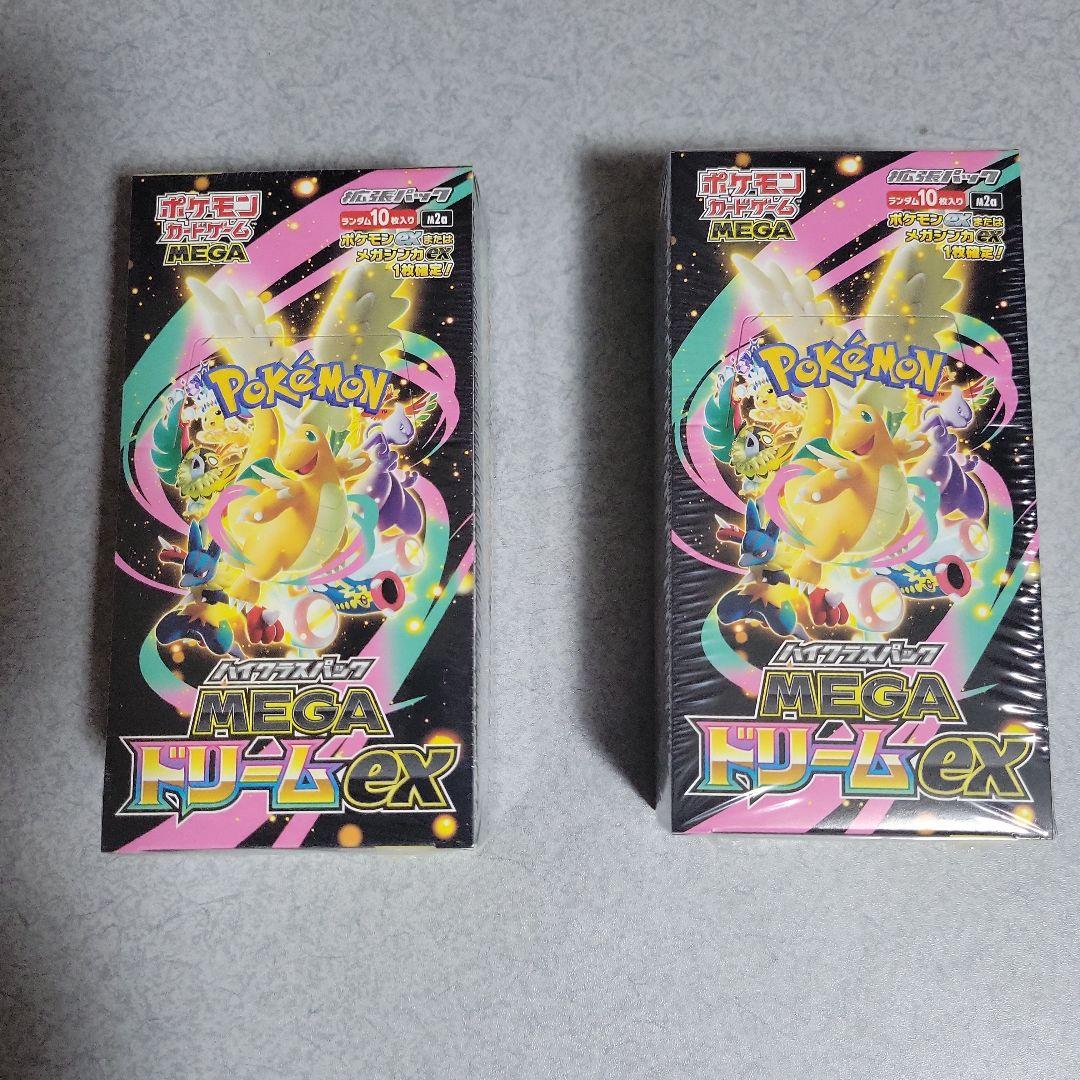 ポケモン
カードゲーム
MEGA
拡張パック
ランダム10枚入り M2a
ポケモンexまたは
メガシンカex
1枚確定!
POKéMON
TM
ハイクラスパック
MEGA
ドリームex
ポケモン
カードゲーム
MEGA
拡張パック
ランダム10枚入り M2a
ポケモンexまたは
メガシンカex
1枚確定!
POKéMON
TM
ハイクラスパック
MEGA
ドリームex